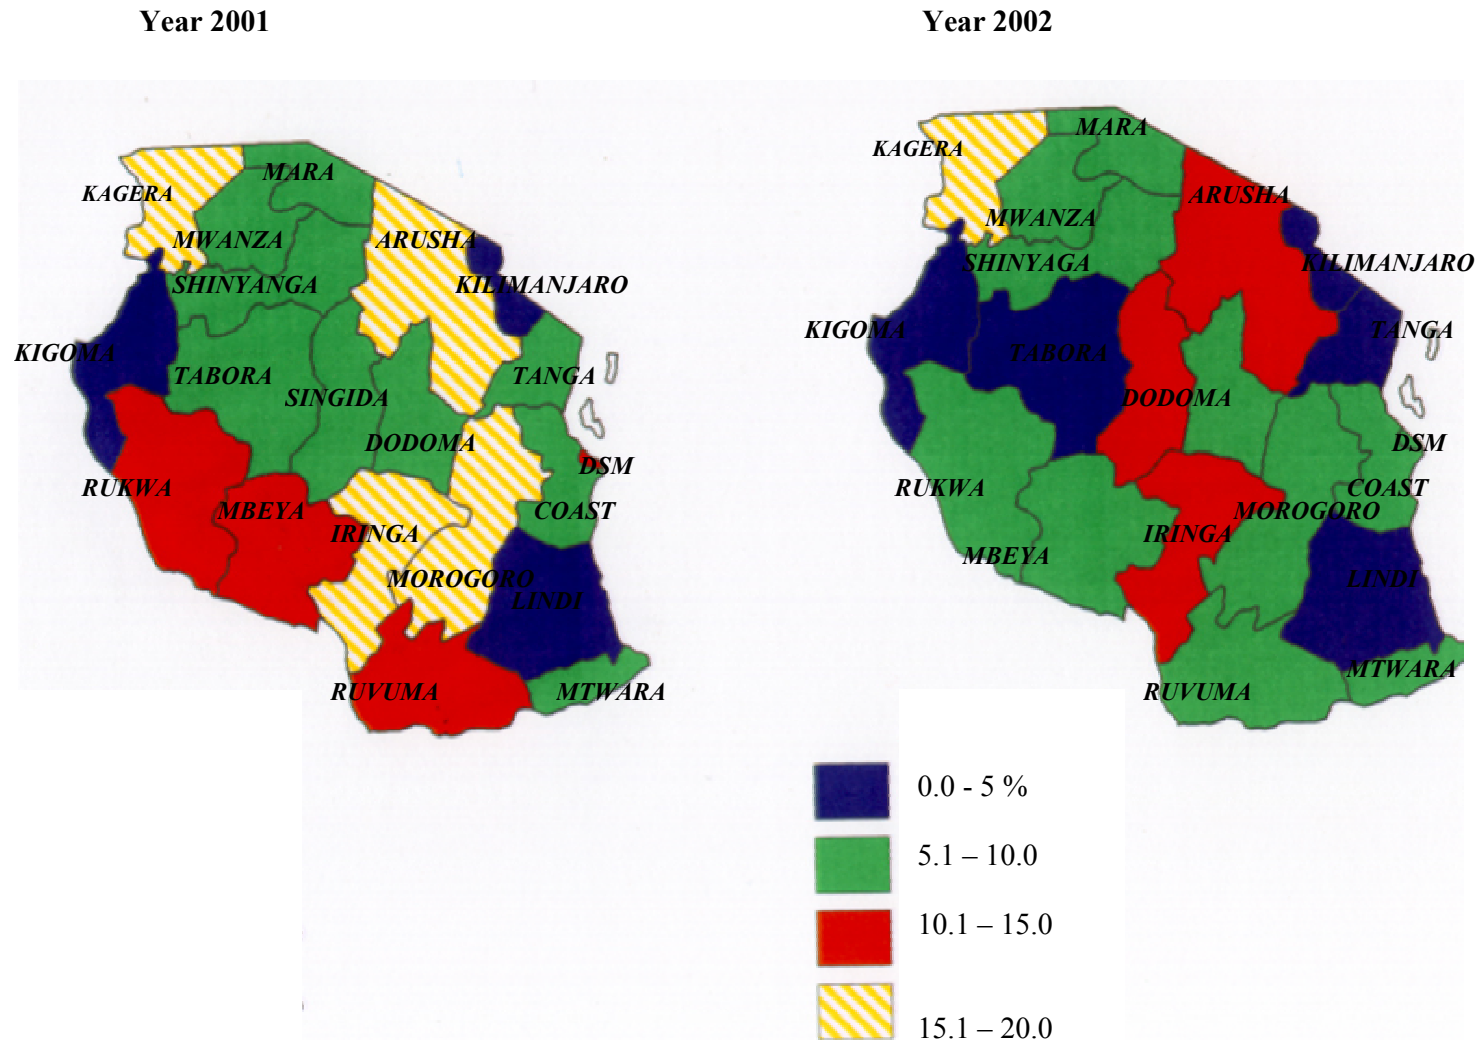 Year 2001
Year 2002
KAGERA
MARA
MWANZA
ARUSHA
SHINYANGA
KILIMANJARO
KIGOMA
TABORA
SINGIDA
TANGA
DODOMA
DSM
RUKWA
MBEYA
IRINGA
COAST
MOROGORO
LINDI
RUVUMA
MTWARA
MARA
KAGERA
ARUSHA
MWANZA
SHINYAGA
KILIMANJARO
KIGOMA
TABORA
TANGA
DODOMA
DSM
RUKWA
COAST
MOROGORO
IRINGA
MBEYA
LINDI
MTWARA
RUVUMA
0.0 - 5 %
5.1 – 10.0
10.1 – 15.0
15.1 – 20.0